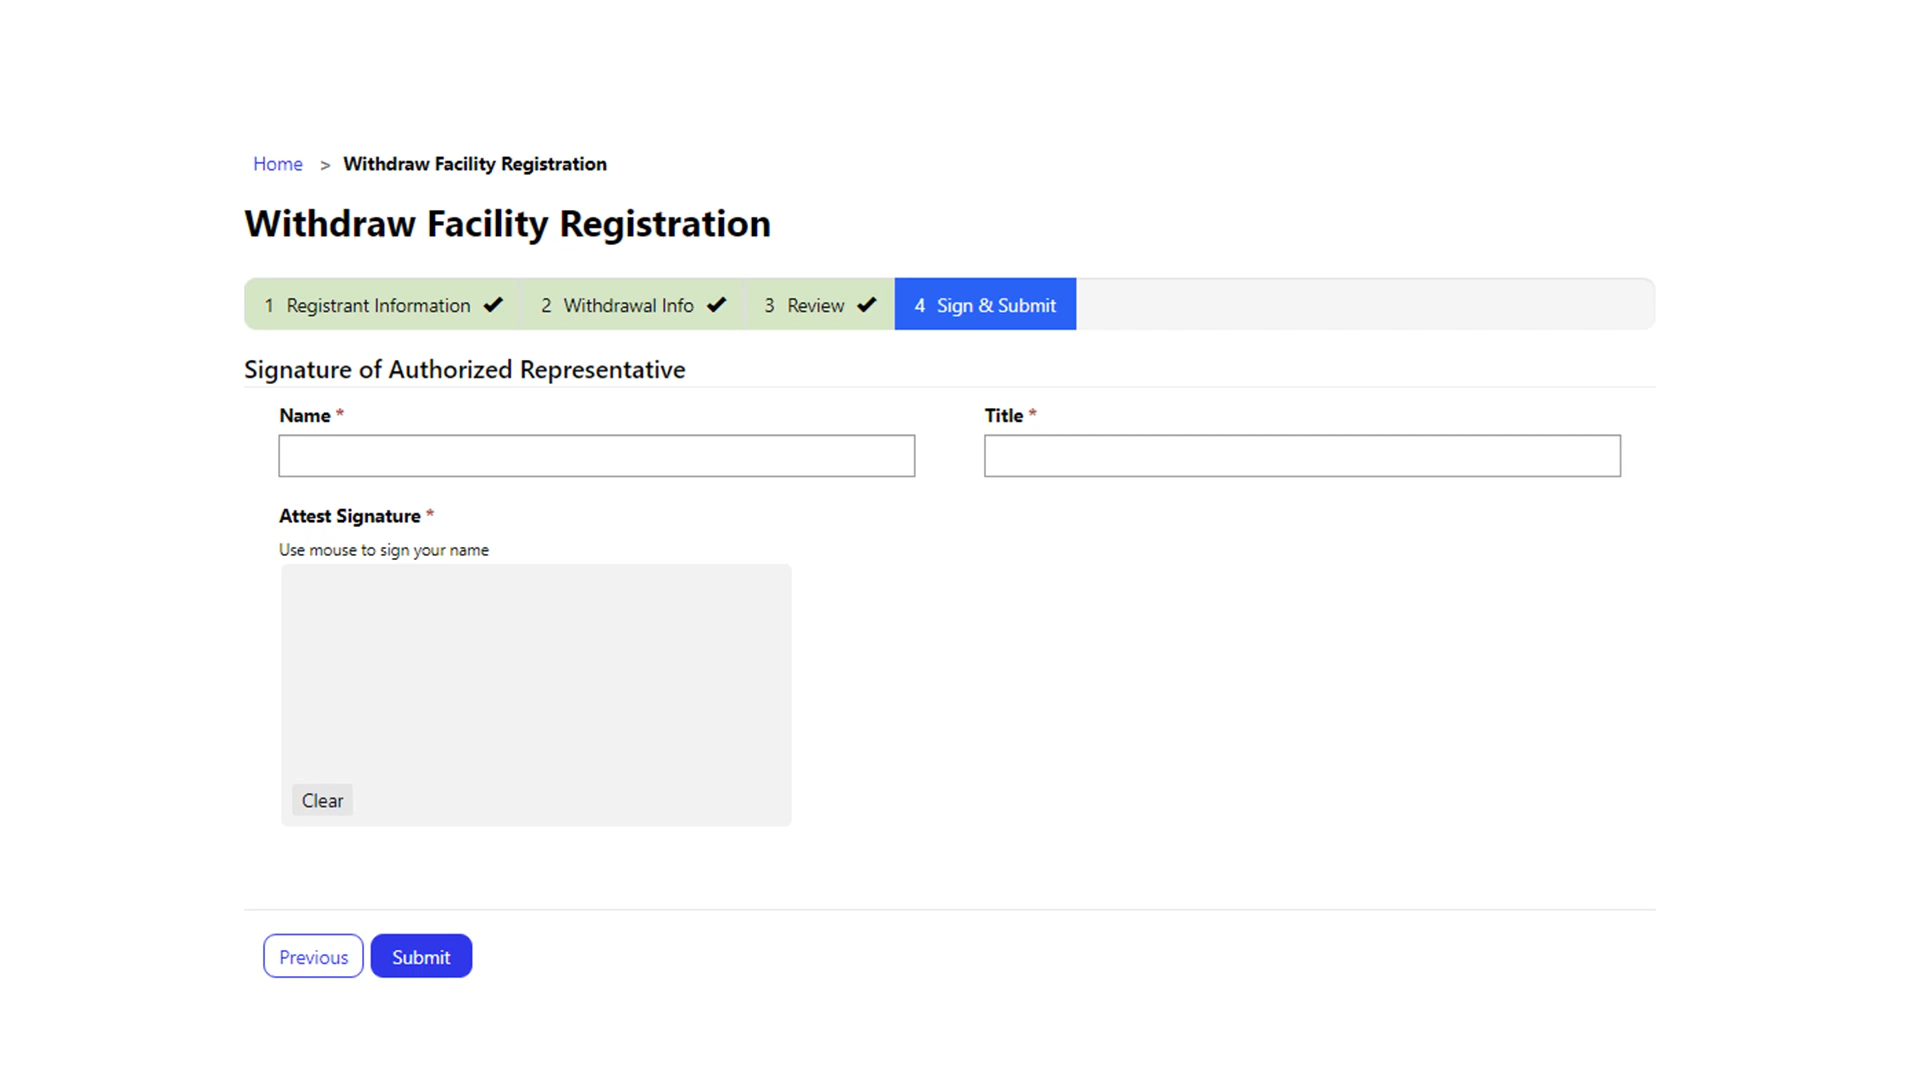 Home > Withdraw Facility Registration
Withdraw Facility Registration
1 Registrant Information ✔ 2 Withdrawal Info ✔ 3 Review ✔ 4 Sign & Submit
Signature of Authorized Representative
Name * Title *
Attest Signature *
Use mouse to sign your name
Clear
Previous Submit